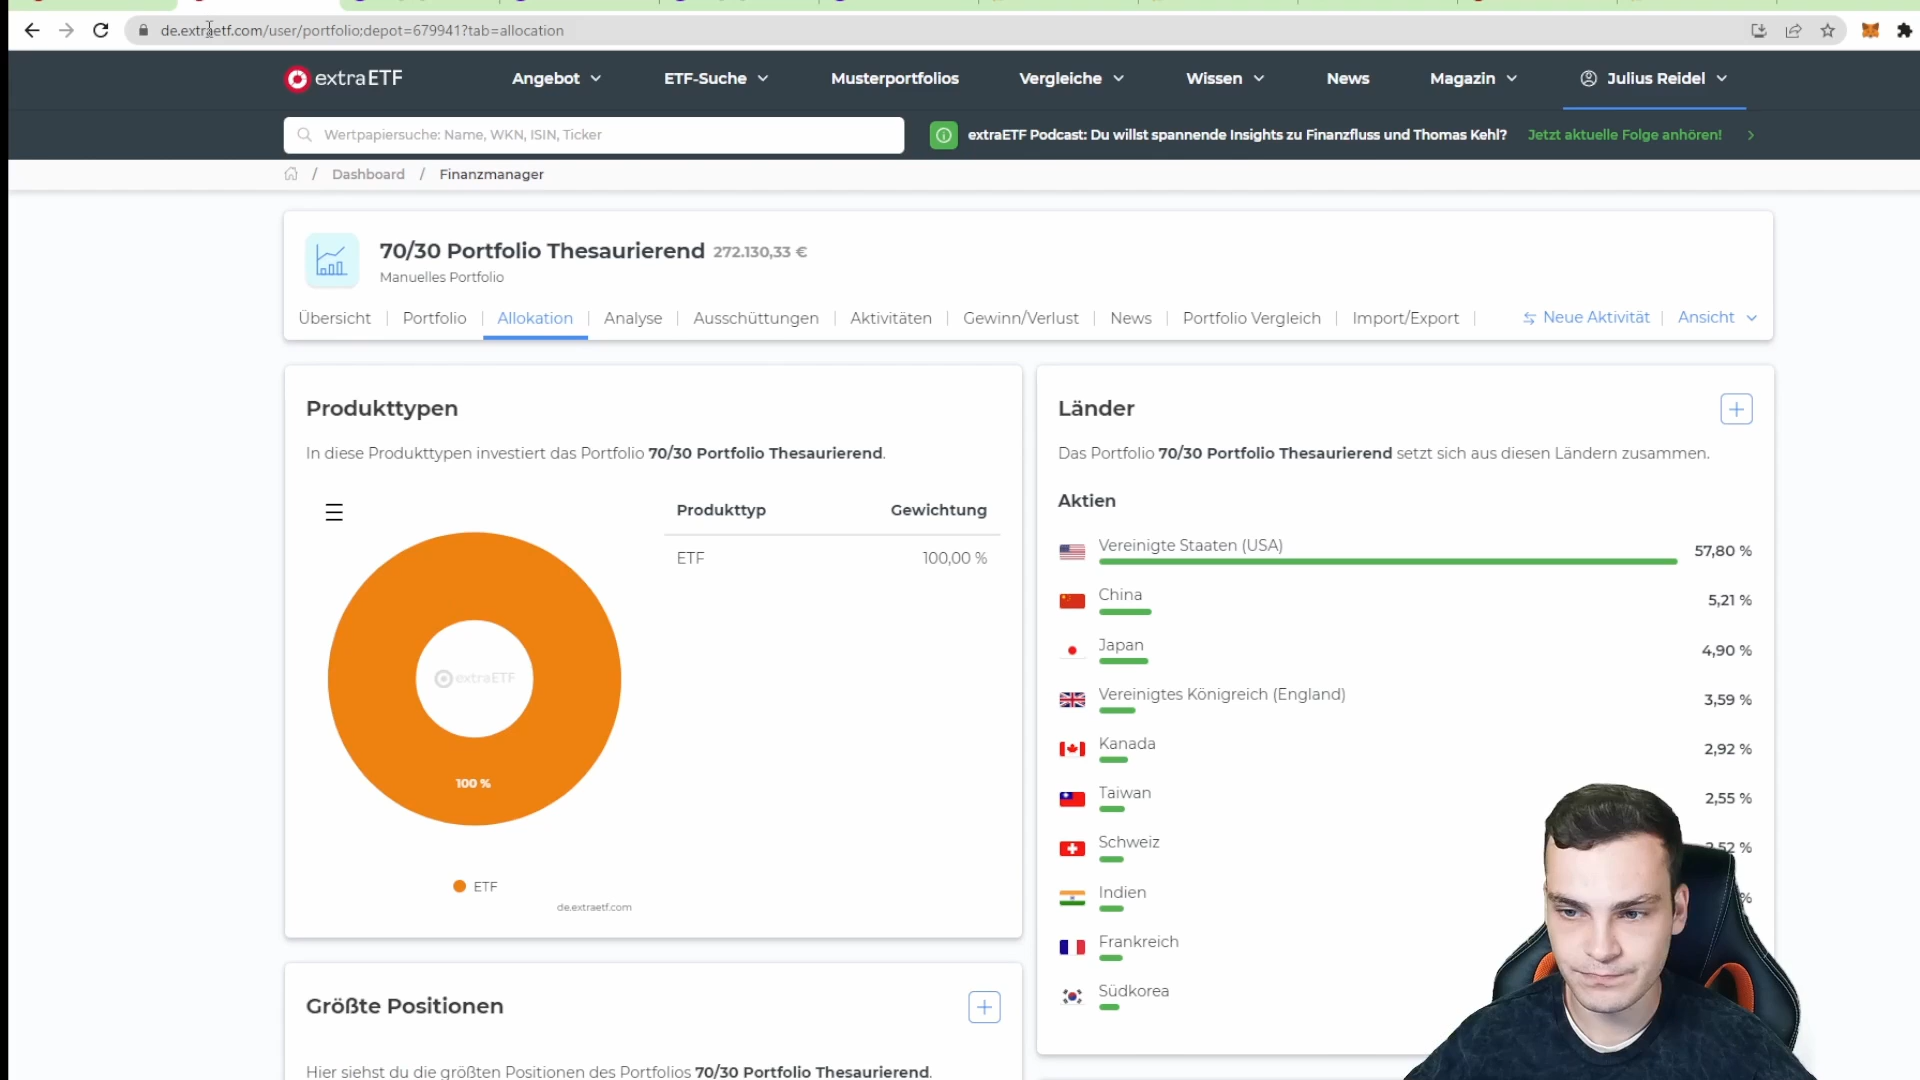 de.extraetf.com/user/portfolio;depot=679941?tab=allocation
extraETF
Angebot
ETF-Suche
Musterportfolios
Vergleiche
Wissen
News
Magazin
Julius Reidel
Wertpapiersuche: Name, WKN, ISIN, Ticker
extraETF Podcast: Du willst spannende Insights zu Finanzfluss und Thomas Kehl?
Jetzt aktuelle Folge anhören!
/ Dashboard / Finanzmanager
70/30 Portfolio Thesaurierend 272.130,33 €
Manuelles Portfolio
Übersicht
Portfolio
Allokation
Analyse
Ausschüttungen
Aktivitäten
Gewinn/Verlust
News
Portfolio Vergleich
Import/Export
Neue Aktivität
Ansicht
Produkttypen
In diese Produkttypen investiert das Portfolio 70/30 Portfolio Thesaurierend.
Produkttyp Gewichtung
ETF 100,00 %
extraETF
100 %
ETF
de.extraetf.com
Größte Positionen
Hier siehst du die größten Positionen des Portfolios 70/30 Portfolio Thesaurierend.
Länder
Das Portfolio 70/30 Portfolio Thesaurierend setzt sich aus diesen Ländern zusammen.
Aktien
Vereinigte Staaten (USA) 57,80 %
China 5,21 %
Japan 4,90 %
Vereinigtes Königreich (England) 3,59 %
Kanada 2,92 %
Taiwan 2,55 %
Schweiz 2,52 %
Indien %
Frankreich
Südkorea